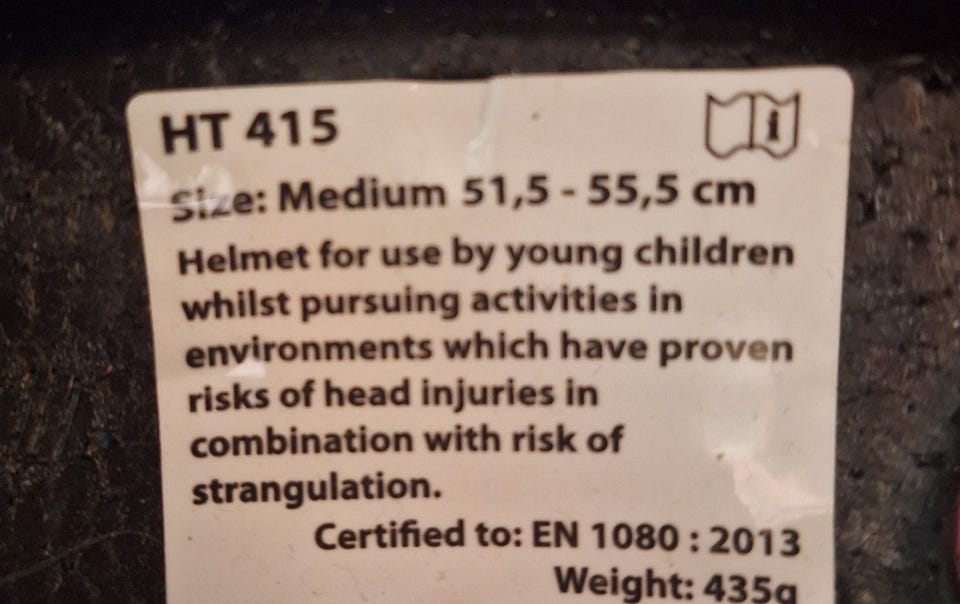 HT 415
i
Size: Medium 51,5 - 55,5 cm
Helmet for use by young children
whilst pursuing activities in
environments which have proven
risks of head injuries in
combination with risk of
strangulation.
Certified to: EN 1080 : 2013
Weight: 435g